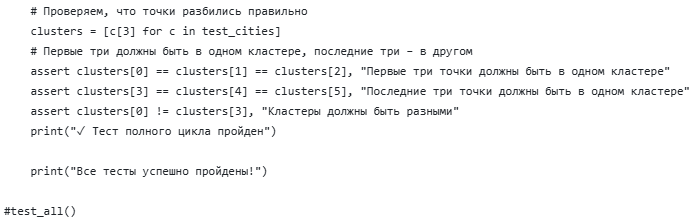 # Проверяем, что точки разбились правильно
clusters = [c[3] for c in test_cities]
# Первые три должны быть в одном кластере, последние три – в другом
assert clusters[0] == clusters[1] == clusters[2], "Первые три точки должны быть в одном кластере"
assert clusters[3] == clusters[4] == clusters[5], "Последние три точки должны быть в одном кластере"
assert clusters[0] != clusters[3], "Кластеры должны быть разными"
print("✓ Тест полного цикла пройден")
print("Все тесты успешно пройдены!")
#test_all()